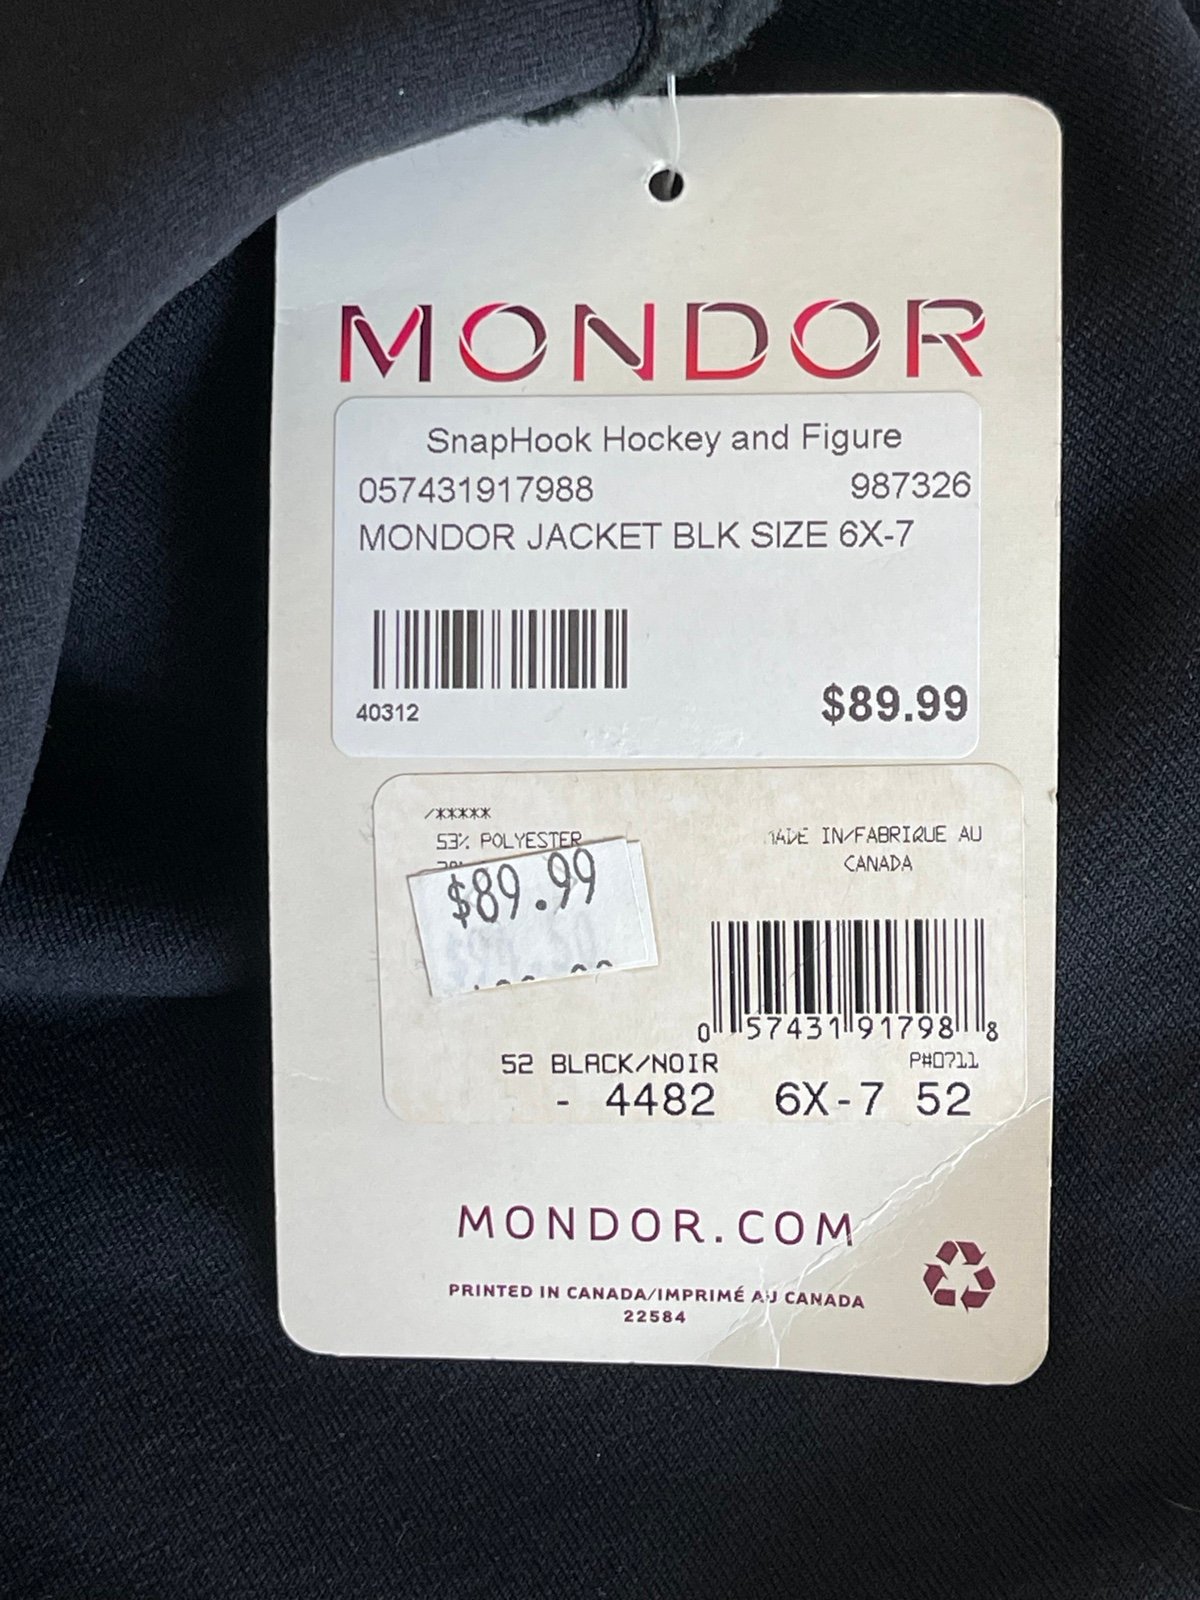 MONDOR
SnapHook Hockey and Figure
057431917988 987326
MONDOR JACKET BLK SIZE 6X-7
40312 $89.99
/*****
53% POLYESTER
MADE IN/FABRIQUE AU
CANADA
$89.99
0 57431 91798 8
52 BLACK/NOIR P#0711
- 4482 6X-7 52
MONDOR.COM
PRINTED IN CANADA/IMPRIMÉ AU CANADA
22584